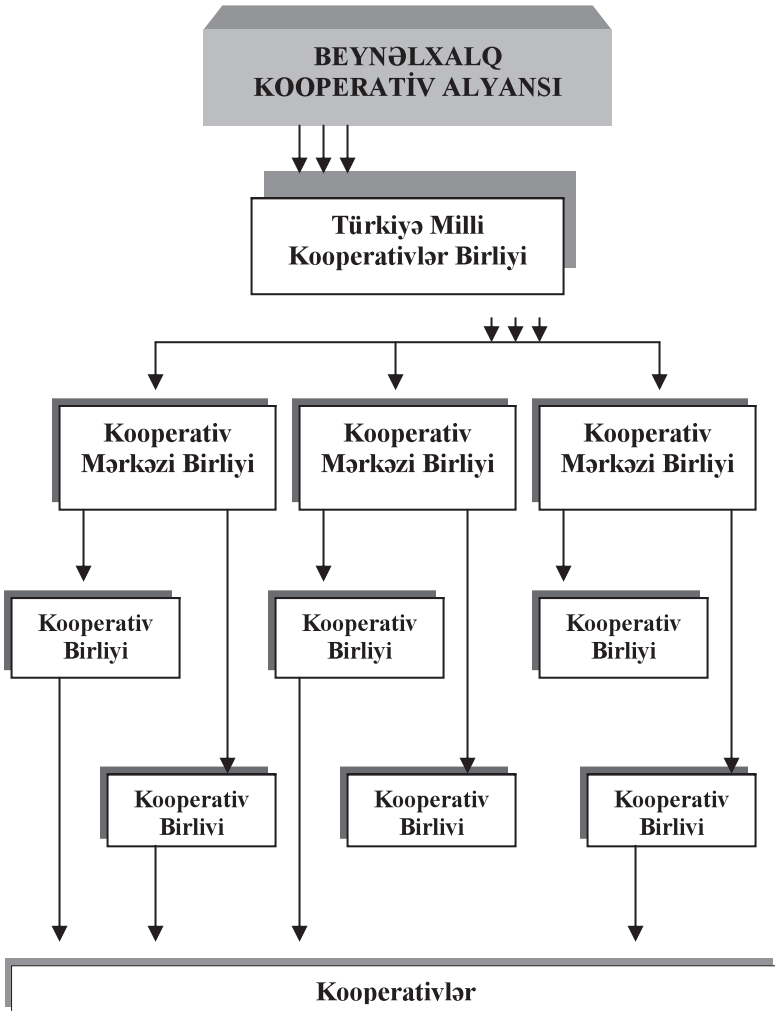 BEYNƏLXALQ
KOOPERATİV ALYANSI
Türkiyə Milli
Kooperativlər Birliyi
Kooperativ
Mərkəzi Birliyi
Kooperativ
Mərkəzi Birliyi
Kooperativ
Mərkəzi Birliyi
Kooperativ
Birliyi
Kooperativ
Birliyi
Kooperativ
Birliyi
Kooperativ
Birlivi
Kooperativ
Birlivi
Kooperativ
Birlivi
Kooperativlər